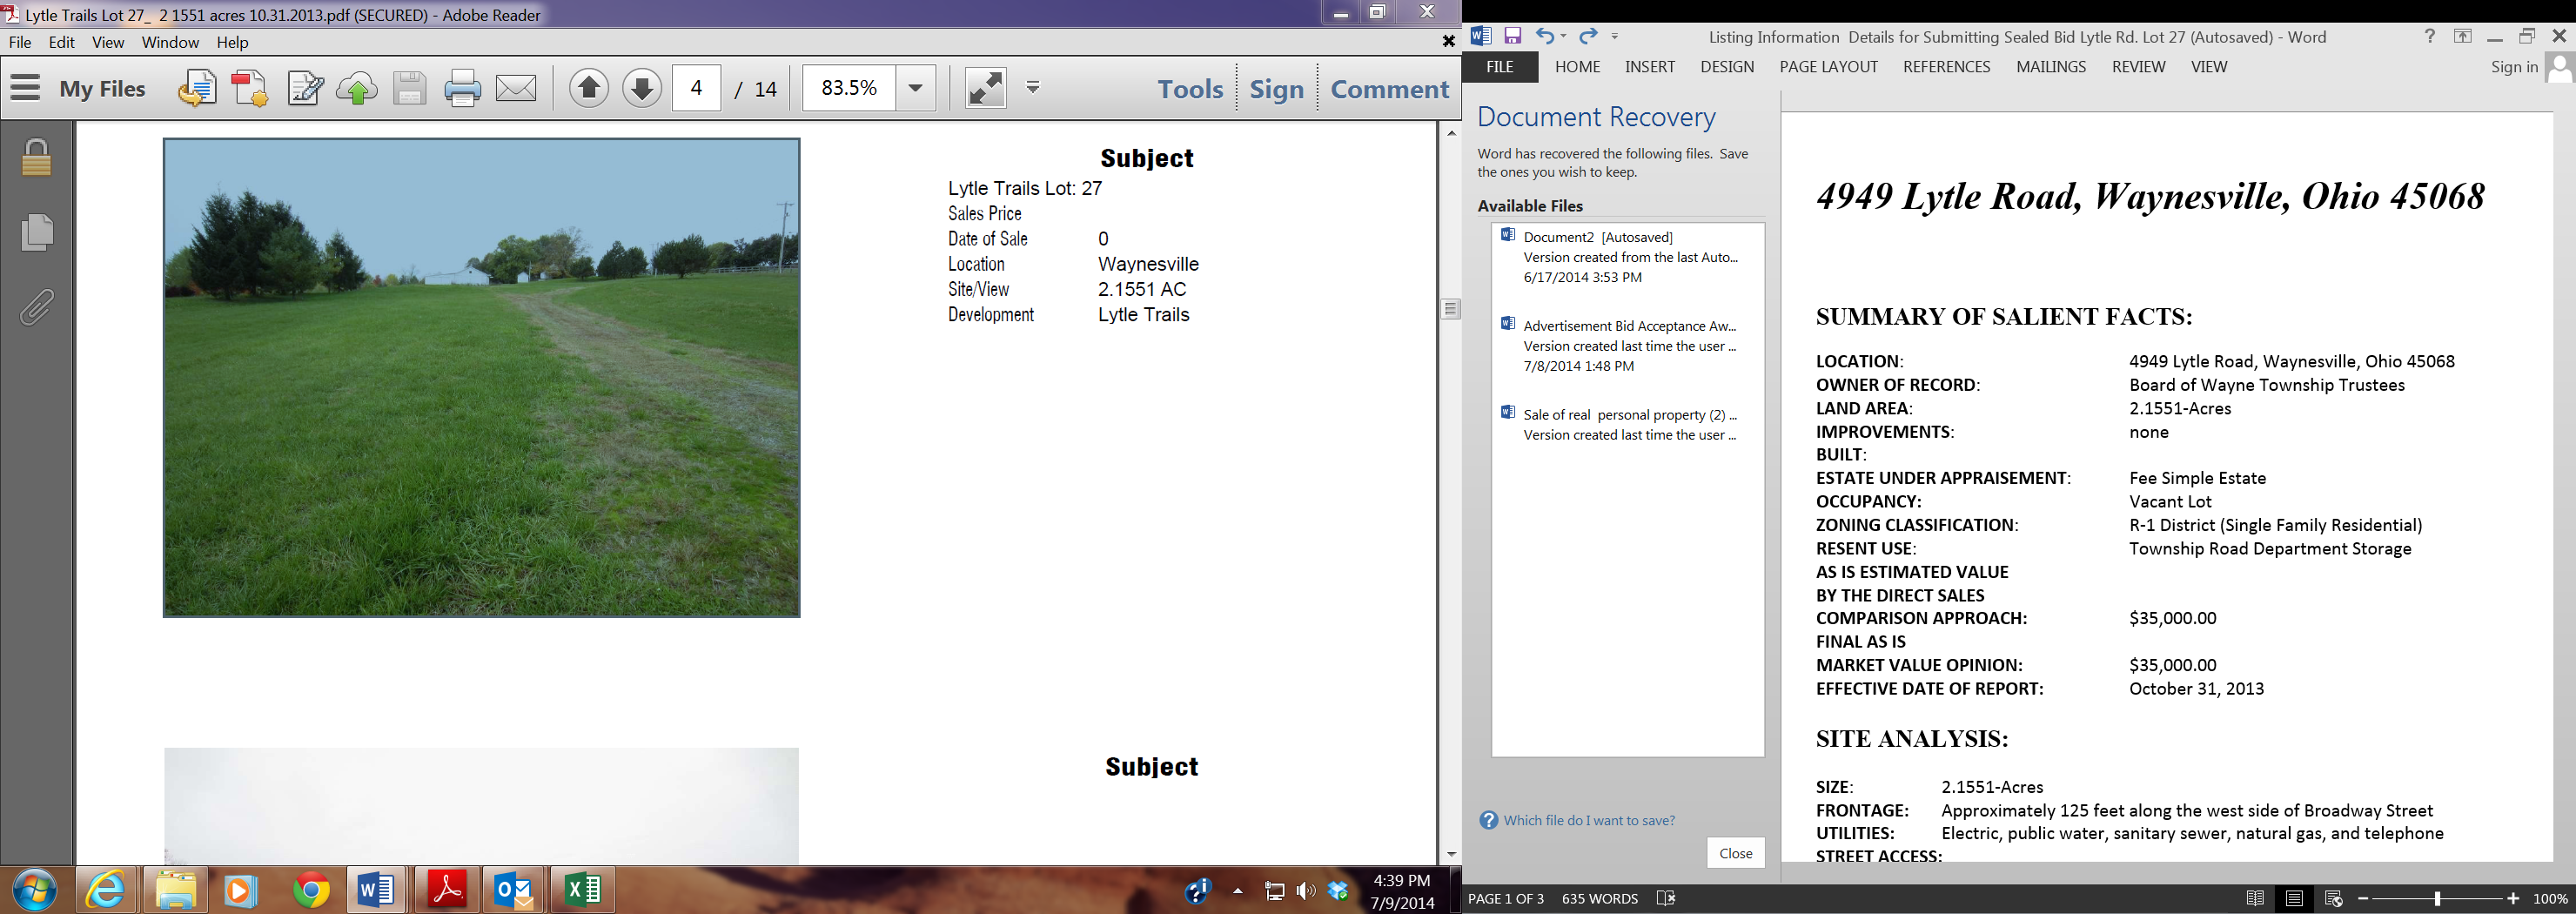 Lytle Trails Lot 27_  2 1551 acres 10.31.2013.pdf (SECURED) - Adobe Reader
File Edit View Window Help
My Files
4 / 14
83.5%
Tools Sign Comment
Subject
Lytle Trails Lot: 27
Sales Price
Date of Sale 0
Location Waynesville
Site/View 2.1551 AC
Development Lytle Trails
Subject
4:39 PM
7/9/2014
Listing Information  Details for Submitting Sealed Bid Lytle Rd. Lot 27 (Autosaved) - Word
FILE HOME INSERT DESIGN PAGE LAYOUT REFERENCES MAILINGS REVIEW VIEW
Sign in
Document Recovery
Word has recovered the following files. Save
the ones you wish to keep.
Available Files
Document2 [Autosaved]
Version created from the last Auto...
6/17/2014 3:53 PM
Advertisement Bid Acceptance Aw...
Version created last time the user ...
7/8/2014 1:48 PM
Sale of real  personal property (2) ...
Version created last time the user ...
Which file do I want to save?
Close
4949 Lytle Road, Waynesville, Ohio 45068
SUMMARY OF SALIENT FACTS:
LOCATION: 4949 Lytle Road, Waynesville, Ohio 45068
OWNER OF RECORD: Board of Wayne Township Trustees
LAND AREA: 2.1551-Acres
IMPROVEMENTS: none
BUILT:
ESTATE UNDER APPRAISEMENT: Fee Simple Estate
OCCUPANCY: Vacant Lot
ZONING CLASSIFICATION: R-1 District (Single Family Residential)
RESENT USE: Township Road Department Storage
AS IS ESTIMATED VALUE
BY THE DIRECT SALES
COMPARISON APPROACH: $35,000.00
FINAL AS IS
MARKET VALUE OPINION: $35,000.00
EFFECTIVE DATE OF REPORT: October 31, 2013
SITE ANALYSIS:
SIZE: 2.1551-Acres
FRONTAGE: Approximately 125 feet along the west side of Broadway Street
UTILITIES: Electric, public water, sanitary sewer, natural gas, and telephone
STREET ACCESS:
PAGE 1 OF 3 635 WORDS
100%